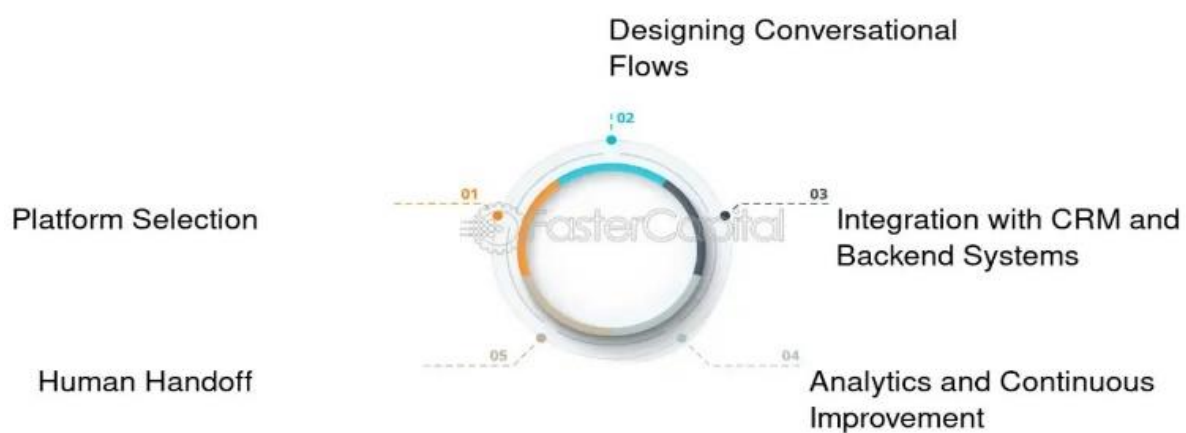 Designing Conversational
Flows
02
01
03
Platform Selection
FasterCapital
Integration with CRM and
Backend Systems
05
04
Human Handoff
Analytics and Continuous
Improvement